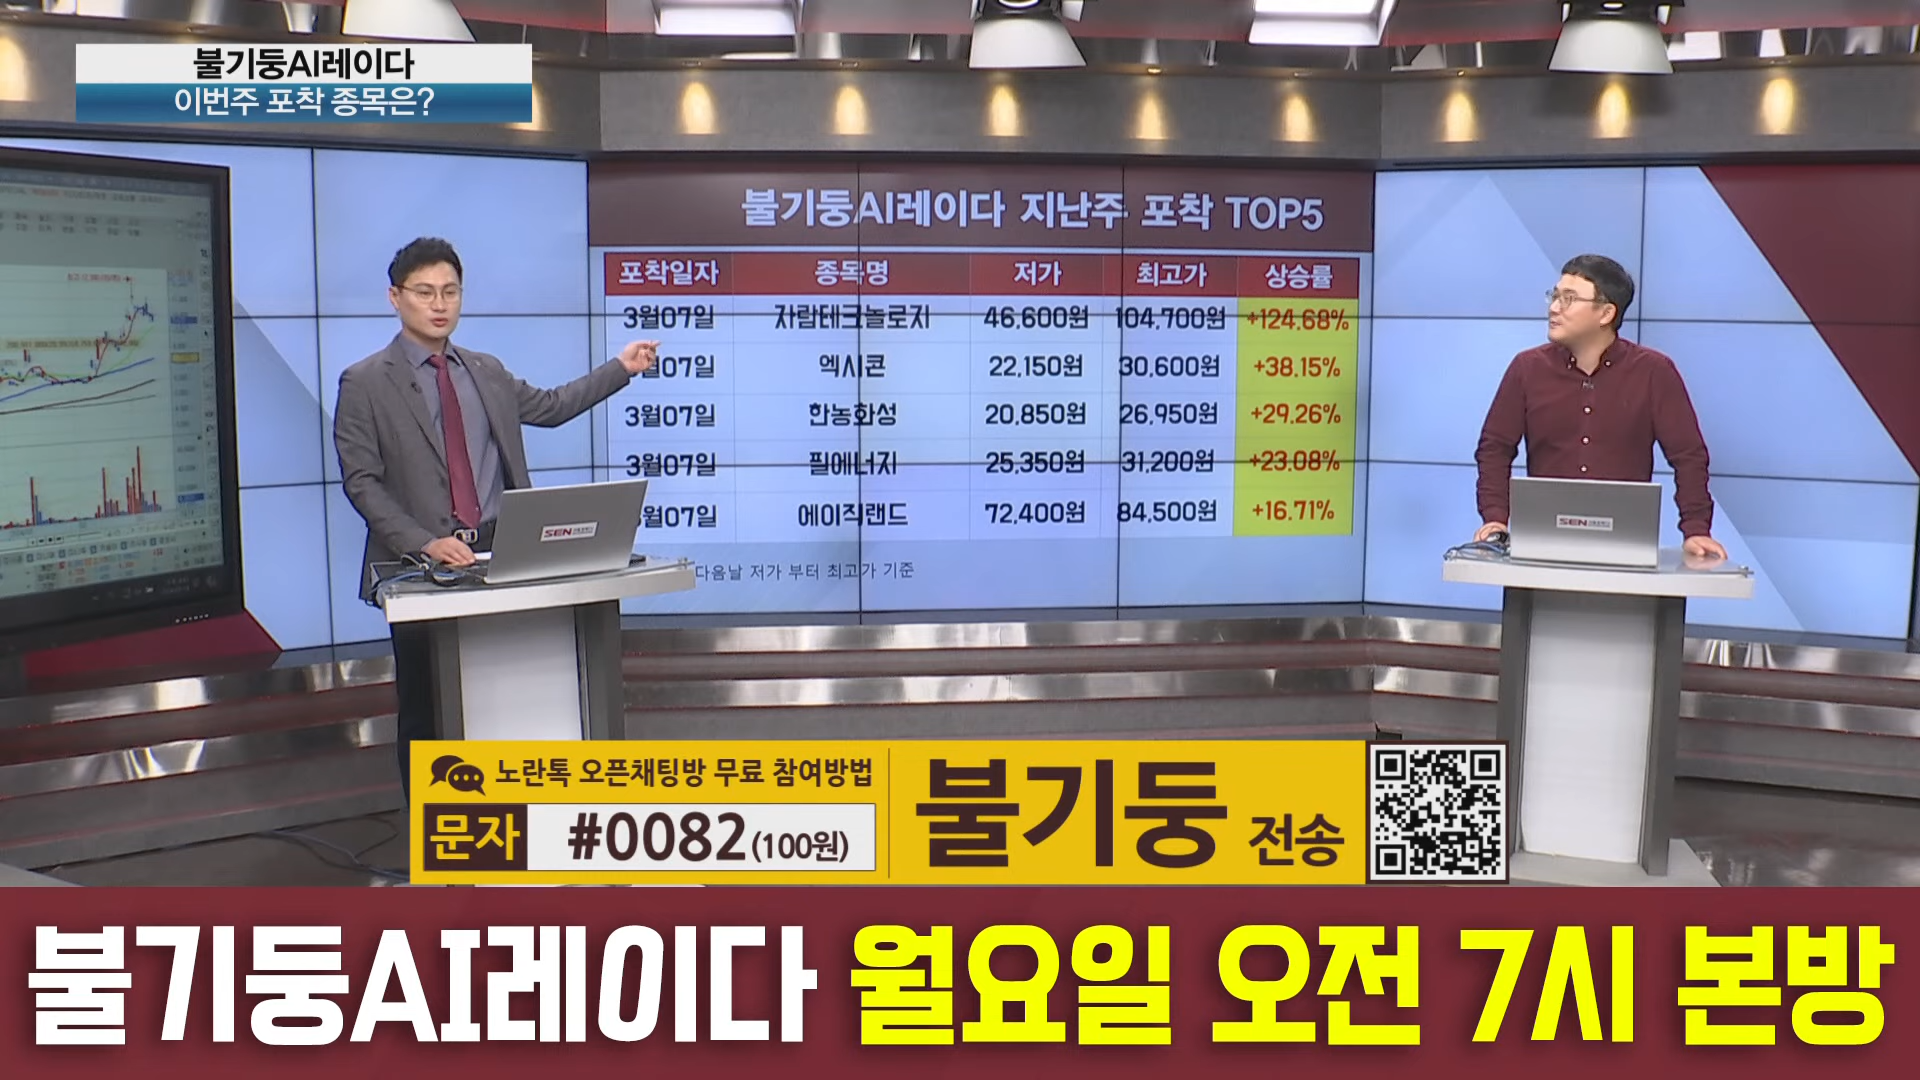 불기둥AI레이다
이번주 포착 종목은?
불기둥AI레이다 지난주 포착 TOP5
포착일자 종목명 저가 최고가 상승률
3월07일 자람테크놀로지 46,600원 104,700원 +124.68%
월07일 엑시콘 22,150원 30,600원 +38.15%
3월07일 한농화성 20,850원 26,950원 +29.26%
3월07일 필에너지 25,350원 31,200원 +23.08%
월07일 에이직랜드 72,400원 84,500원 +16.71%
다음날 저가 부터 최고가 기준
SEN
SEN
노란톡 오픈채팅방 무료 참여방법
문자 #0082(100원)
불기둥 전송
불기둥AI레이다 월요일 오전 7시 본방